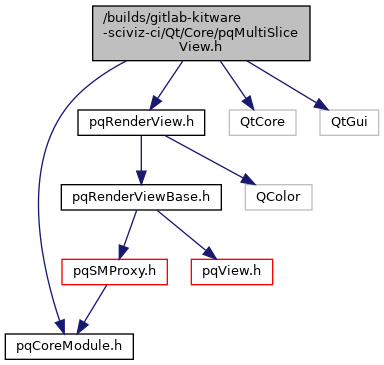 /builds/gitlab-kitware
-sciviz-ci/Qt/Core/pqMultiSlice
View.h
pqRenderView.h
QtCore
QtGui
pqRenderViewBase.h
QColor
pqSMProxy.h
pqView.h
pqCoreModule.h